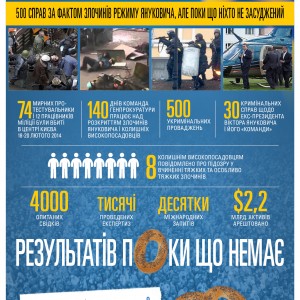 500 СПРАВ ЗА ФАКТОМ ЗЛОЧИНІВ РЕЖИМУ ЯНУКОВИЧА, АЛЕ ПОКИ ЩО НІХТО НЕ ЗАСУДЖЕНИЙ
74 МИРНИХ ПРО-
ТЕСТУВАЛЬНИКИ
І 12 ПРАЦІВНИКІВ
МІЛІЦІЇ БУЛИ ВБИТІ
В ЦЕНТРІ КИЄВА
18-20 ЛЮТОГО 2014
140 ДНІВ КОМАНДА
ГЕНПРОКУРАТУРИ
ПРАЦЮЄ НАД
РОЗКРИТТЯМ ЗЛОЧИНІВ
ЯНУКОВИЧА І КОЛИШНІХ
ВИСОКОПОСАДОВЦІВ
500
КРИМІНАЛЬНИХ
ПРОВАДЖЕНЬ
30 КРИМІНАЛЬНИХ
СПРАВ ЩОДО
ЕКС-ПРЕЗИДЕНТА
ВІКТОРА ЯНУКОВИЧА
І ЙОГО «КОМАНДИ»
8 КОЛИШНІМ ВИСОКОПОСАДОВЦЯМ
ПОВІДОМЛЕНО ПРО ПІДОЗРУ У
ВЧИНЕННІ ТЯЖКИХ ТА ОСОБЛИВО
ТЯЖКИХ ЗЛОЧИНІВ.
4000
ОПИТАНИХ
СВІДКІВ
ТИСЯЧІ
ПРОВЕДЕНИХ
ЕКСПЕРТИЗ
ДЕСЯТКИ
МІЖНАРОДНИХ
ЗАПИТІВ
$2,2
МЛРД АКТИВІВ
АРЕШТОВАНО
РЕЗУЛЬТАТІВ ПОКИ ЩО НЕМАЄ